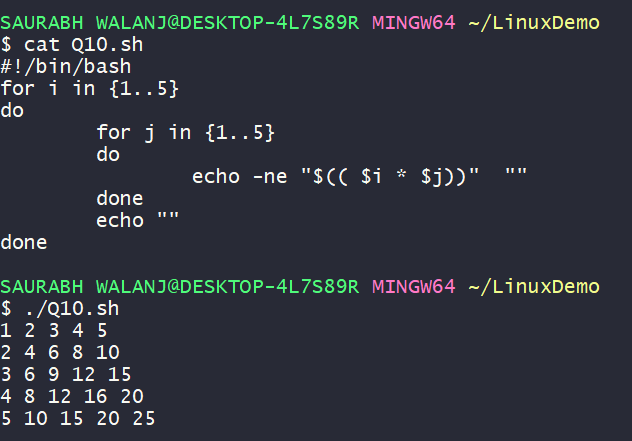 SAURABH WALANJ@DESKTOP-4L7S89R MINGW64 ~/LinuxDemo
$ cat Q10.sh
#!/bin/bash
for i in {1..5}
do
        for j in {1..5}
        do
                echo -ne "$(( $i * $j))"  ""
        done
        echo ""
done

SAURABH WALANJ@DESKTOP-4L7S89R MINGW64 ~/LinuxDemo
$ ./Q10.sh
1 2 3 4 5
2 4 6 8 10
3 6 9 12 15
4 8 12 16 20
5 10 15 20 25